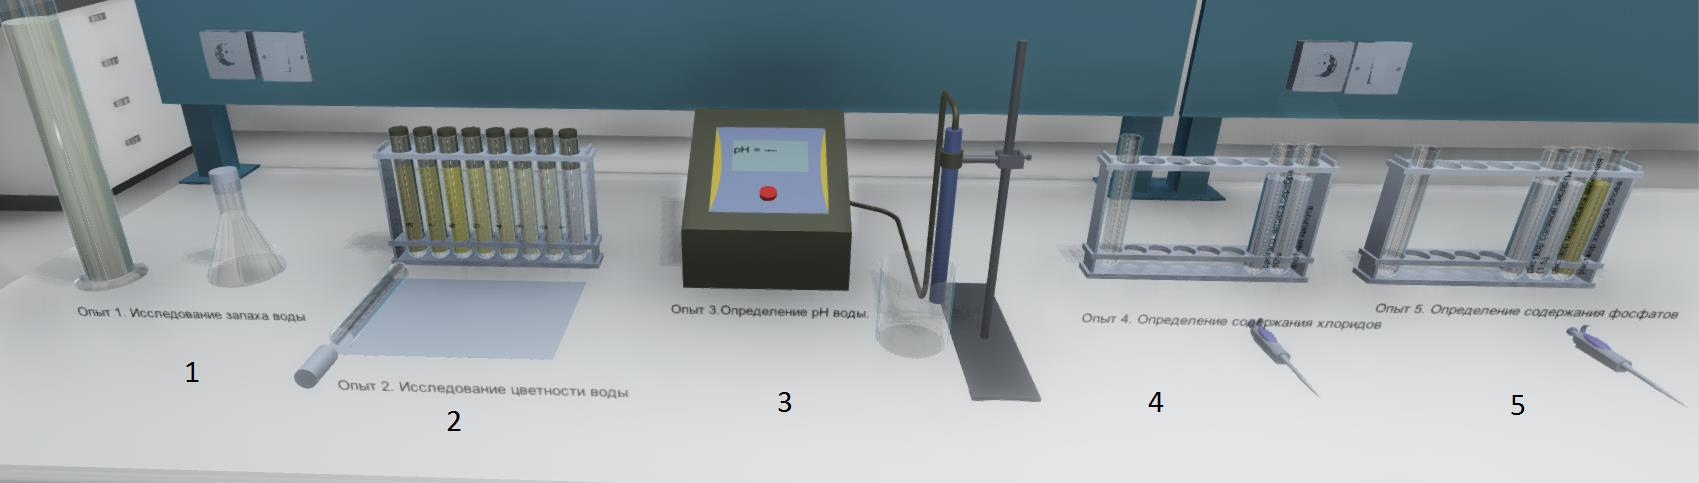 Опыт 1. Исследование запаха воды
1
Опыт 2. Исследование цветности воды
2
pH = --
Опыт 3.Определение pH воды.
3
Опыт 4. Определение содержания хлоридов
4
Опыт 5. Определение содержания фосфатов
5